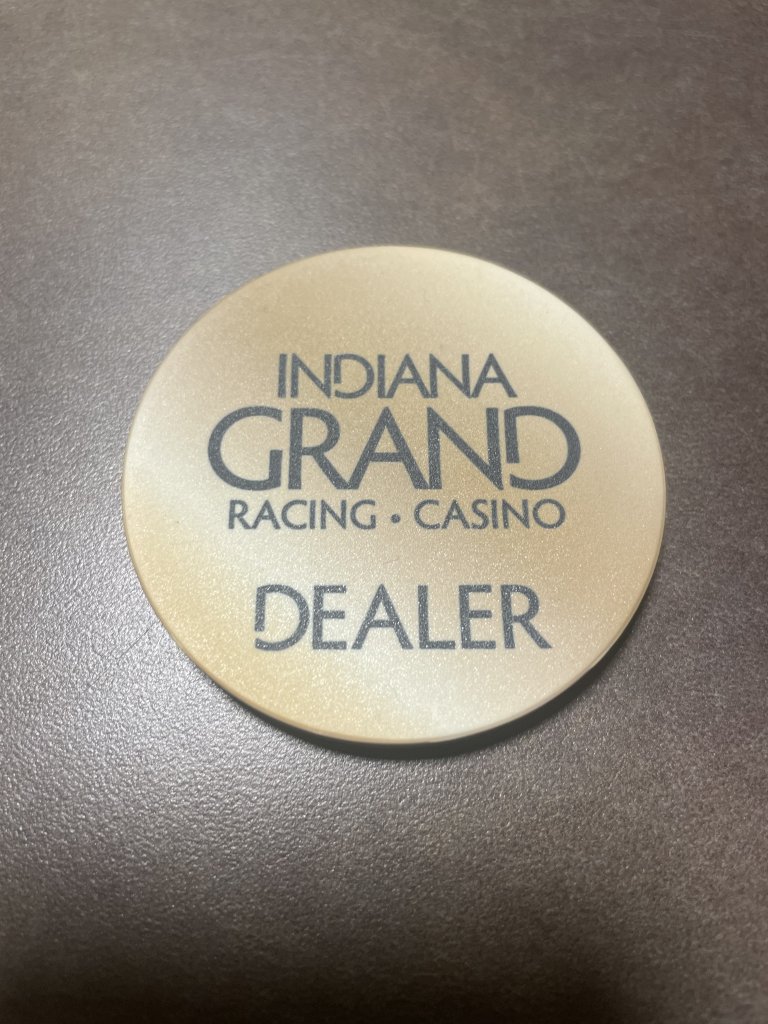 INDIANA
GRAND
RACING • CASINO
DEALER